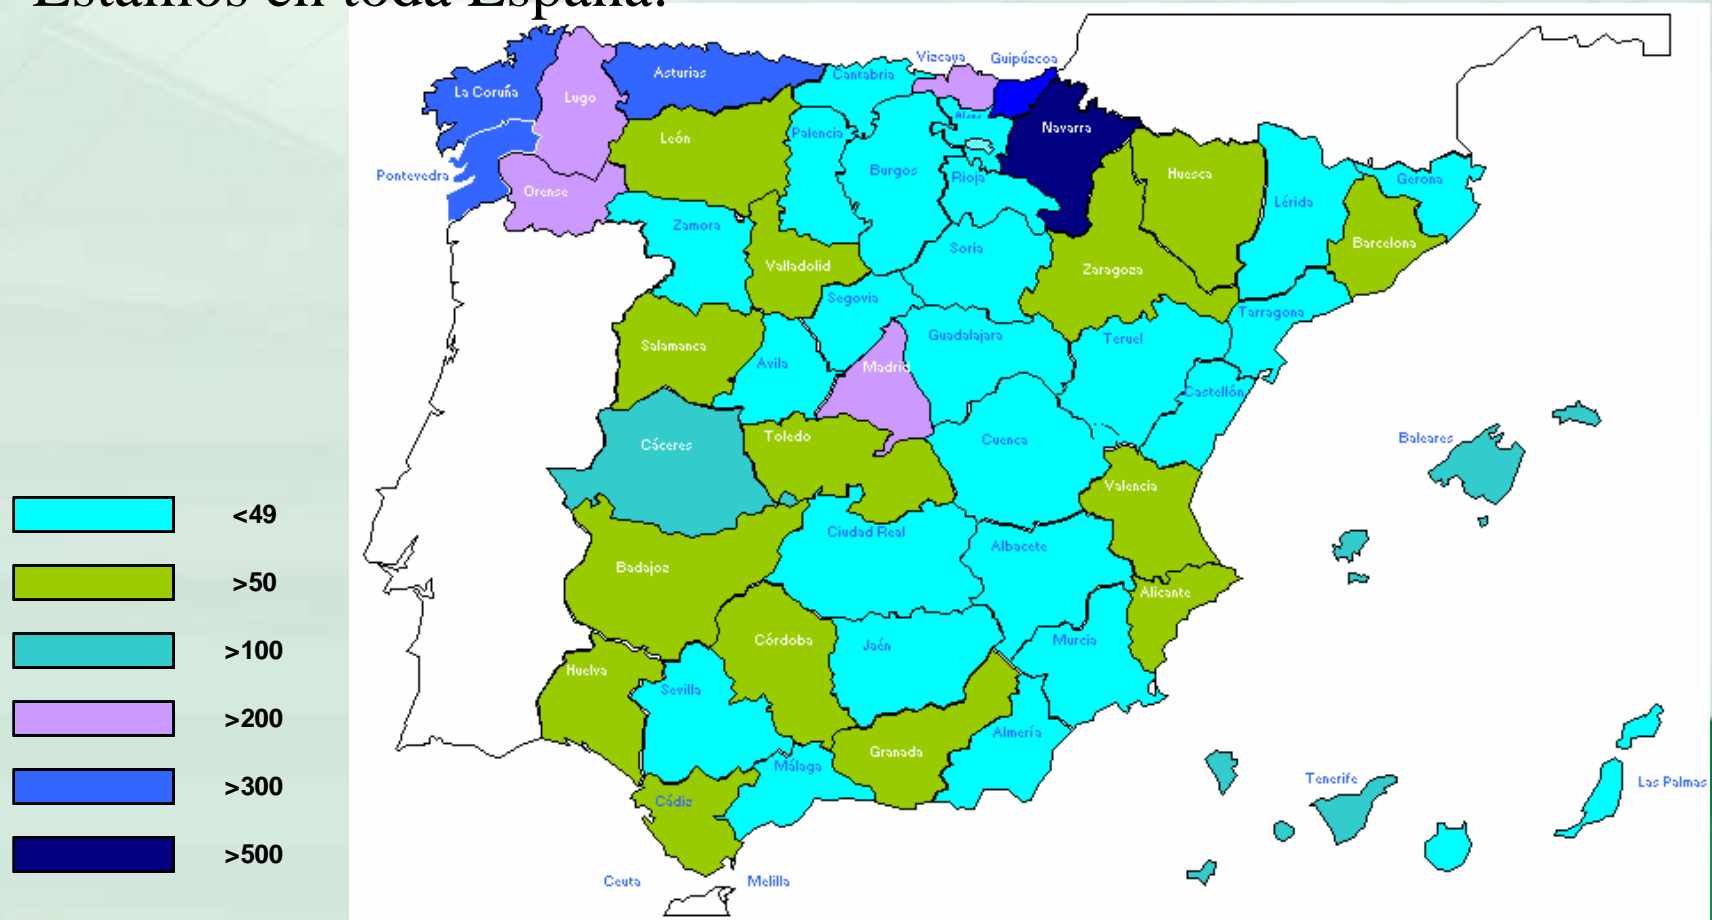 Estamos en toda España.
Vizcaya Guipúzcoa
Asturias Cantabria
La Coruña Lugo
Alava
Navarra
León Palencia
Burgos Rioja Huesca
Pontevedra Orense Gerona
Lérida
Zamora
Soria Barcelona
Valladolid Zaragoza
Segovia
Tarragona
Salamanca Guadalajara Teruel
Avila Madrid
Castellón
Cáceres Toledo Cuenca Baleares
Valencia
<49
Ciudad Real Albacete
>50
Badajoz
Alicante
>100
Córdoba Jaén Murcia
Huelva
Sevilla
>200
Almería
Granada
Málaga
>300
Tenerife Las Palmas
Cádiz
>500
Ceuta Melilla